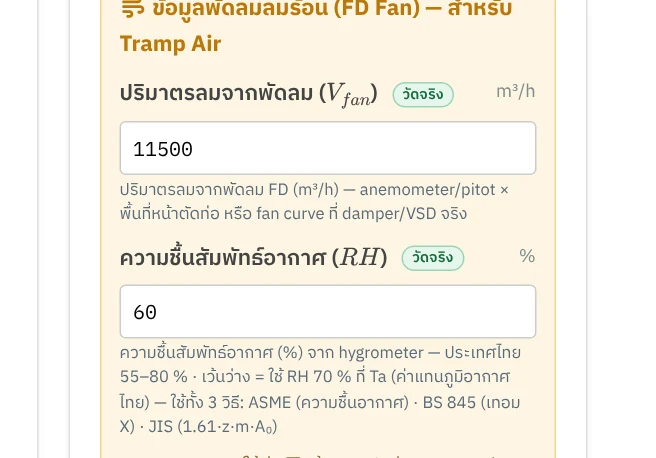 ข้อมูลพัดลมลมร้อน (FD Fan) — สำหรับ
Tramp Air
ปริมาตรลมจากพัดลม (V_fan) วัดจริง m³/h
11500
ปริมาตรลมจากพัดลม FD (m³/h) — anemometer/pitot ×
พื้นที่หน้าตัดท่อ หรือ fan curve ที่ damper/VSD จริง
ความชื้นสัมพัทธ์อากาศ (RH) วัดจริง %
60
ความชื้นสัมพัทธ์อากาศ (%) จาก hygrometer — ประเทศไทย
55–80 % · เว้นว่าง = ใช้ RH 70 % ที่ Ta (ค่าแทนภูมิอากาศ
ไทย) — ใช้ทั้ง 3 วิธี: ASME (ความชื้นอากาศ) · BS 845 (เทอม
X) · JIS (1.61·z·m·A₀)